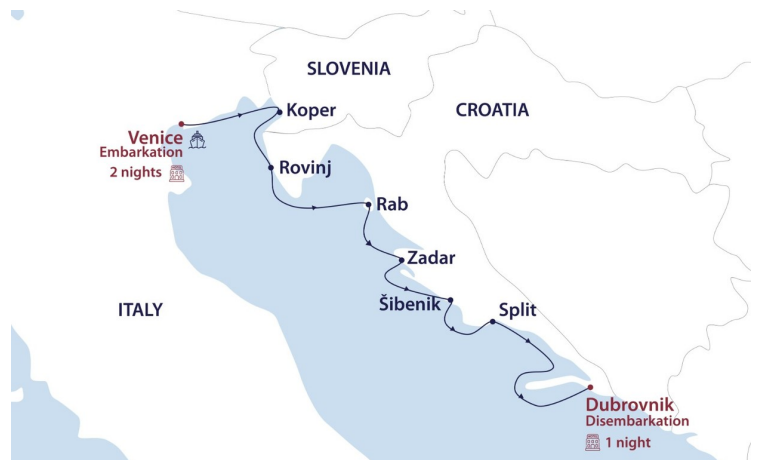 SLOVENIA
Koper
CROATIA
Venice
Embarkation
2 nights
Rovinj
Rab
Zadar
ITALY
Šibenik
Split
Dubrovnik
Disembarkation
1 night